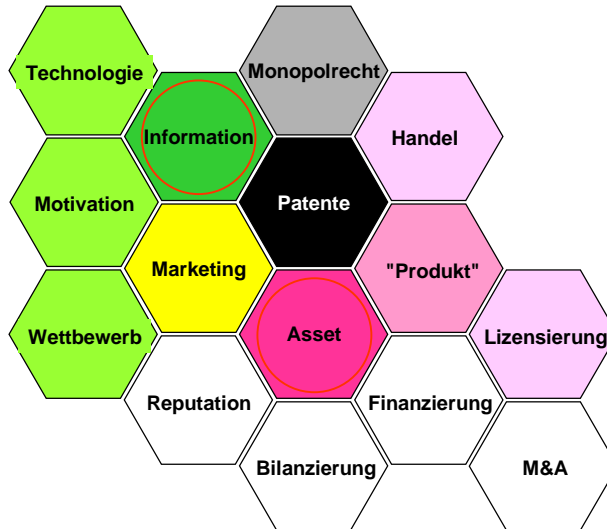 Technologie
Monopolrecht
Information
Handel
Motivation
Patente
Marketing
"Produkt"
Wettbewerb
Asset
Lizensierung
Reputation
Finanzierung
Bilanzierung
M&A